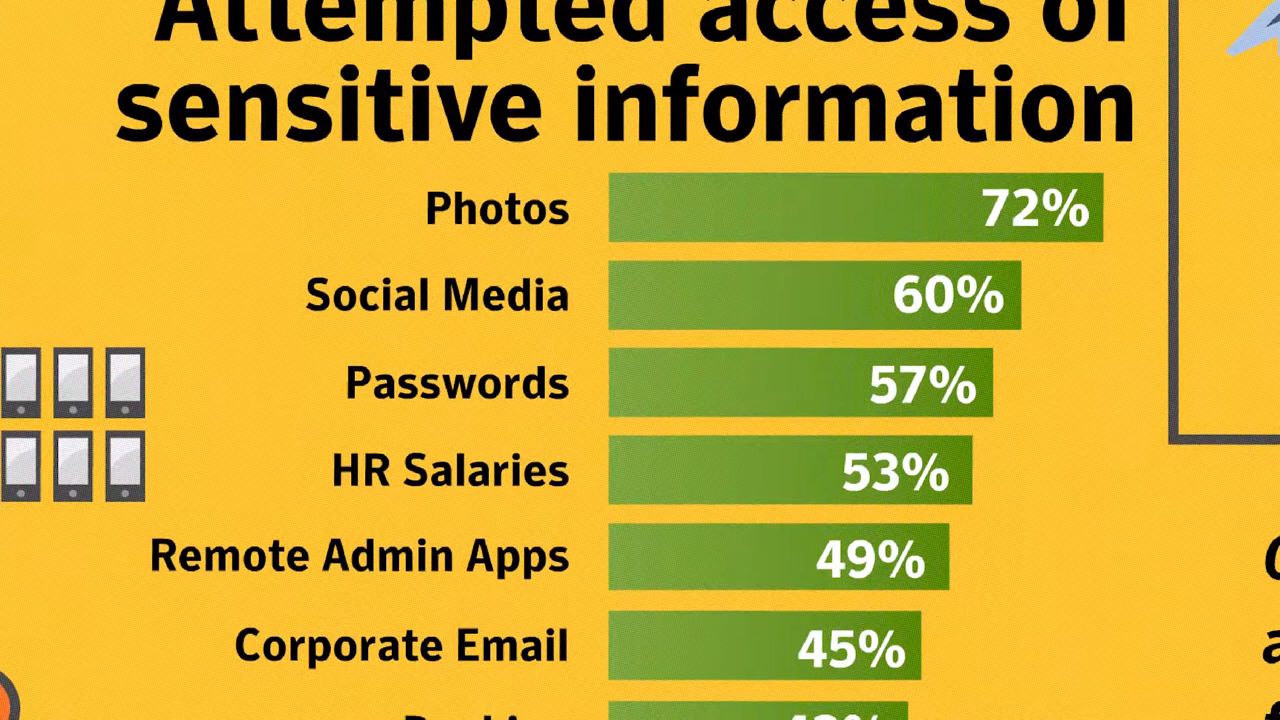 Attempted access of
sensitive information
Photos 72%
Social Media 60%
Passwords 57%
HR Salaries 53%
Remote Admin Apps 49%
Corporate Email 45%